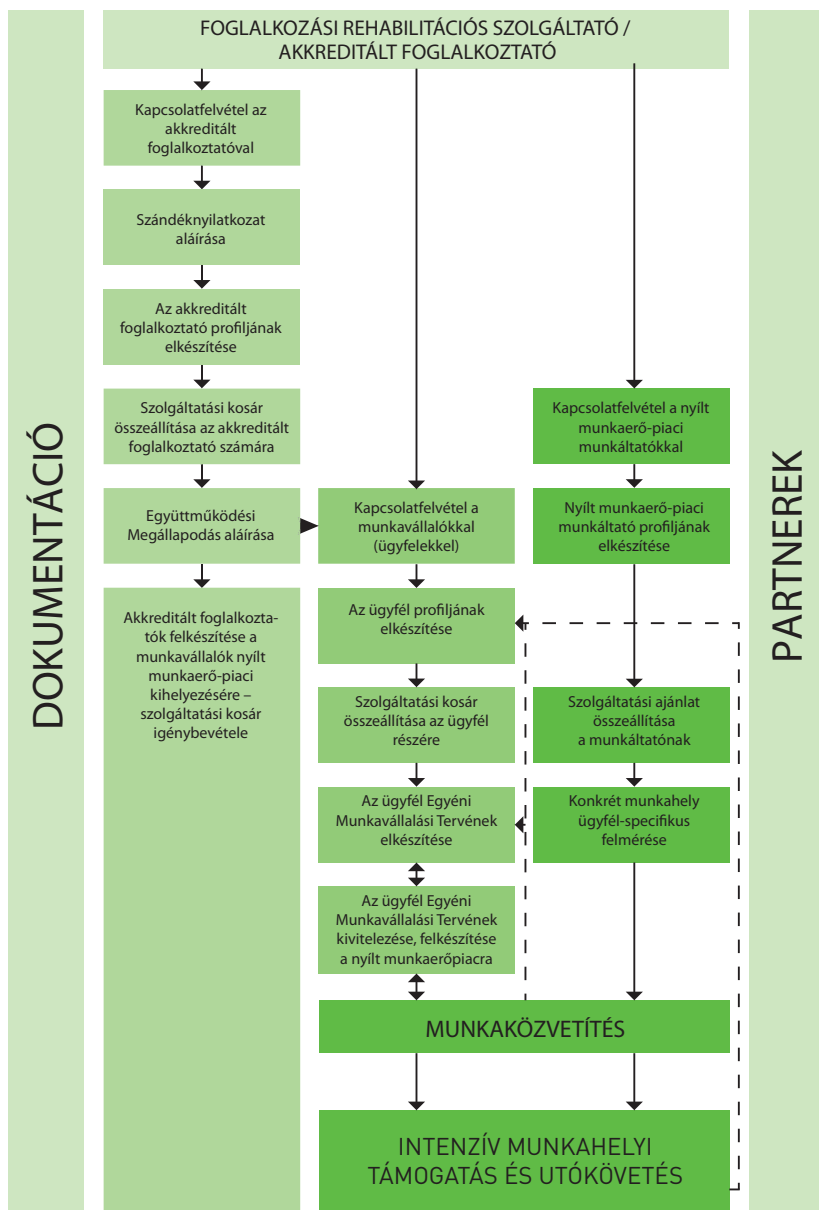 FOGLALKOZÁSI REHABILITÁCIÓS SZOLGÁLTATÓ /
AKKREDITÁLT FOGLALKOZTATÓ
DOKUMENTÁCIÓ
Kapcsolatfelvétel az
akkreditált
foglalkoztatóval
Szándéknyilatkozat
aláírása
Az akkreditált
foglalkoztató profiljának
elkészítése
Szolgáltatási kosár
összeállítása az akkreditált
foglalkoztató számára
Együttműködési
Megállapodás aláírása
Akkreditált foglalkozta-
tók felkészítése a
munkavállalók nyílt
munkaerő-piaci
kihelyezésére –
szolgáltatási kosár
igénybevétele
Kapcsolatfelvétel a
munkavállalókkal
(ügyfelekkel)
Az ügyfél profiljának
elkészítése
Szolgáltatási kosár
összeállítása az ügyfél
részére
Az ügyfél Egyéni
Munkavállalási Tervének
elkészítése
Az ügyfél Egyéni
Munkavállalási Tervének
kivitelezése, felkészítése
a nyílt munkaerőpiacra
Kapcsolatfelvétel a nyílt
munkaerő-piaci
munkáltatókkal
Nyílt munkaerő-piaci
munkáltató profiljának
elkészítése
Szolgáltatási ajánlat
összeállítása
a munkáltatónak
Konkrét munkahely
ügyfél-specifikus
felmérése
MUNKAKÖZVETÍTÉS
INTENZÍV MUNKAHELYI
TÁMOGATÁS ÉS UTÓKÖVETÉS
PARTNEREK